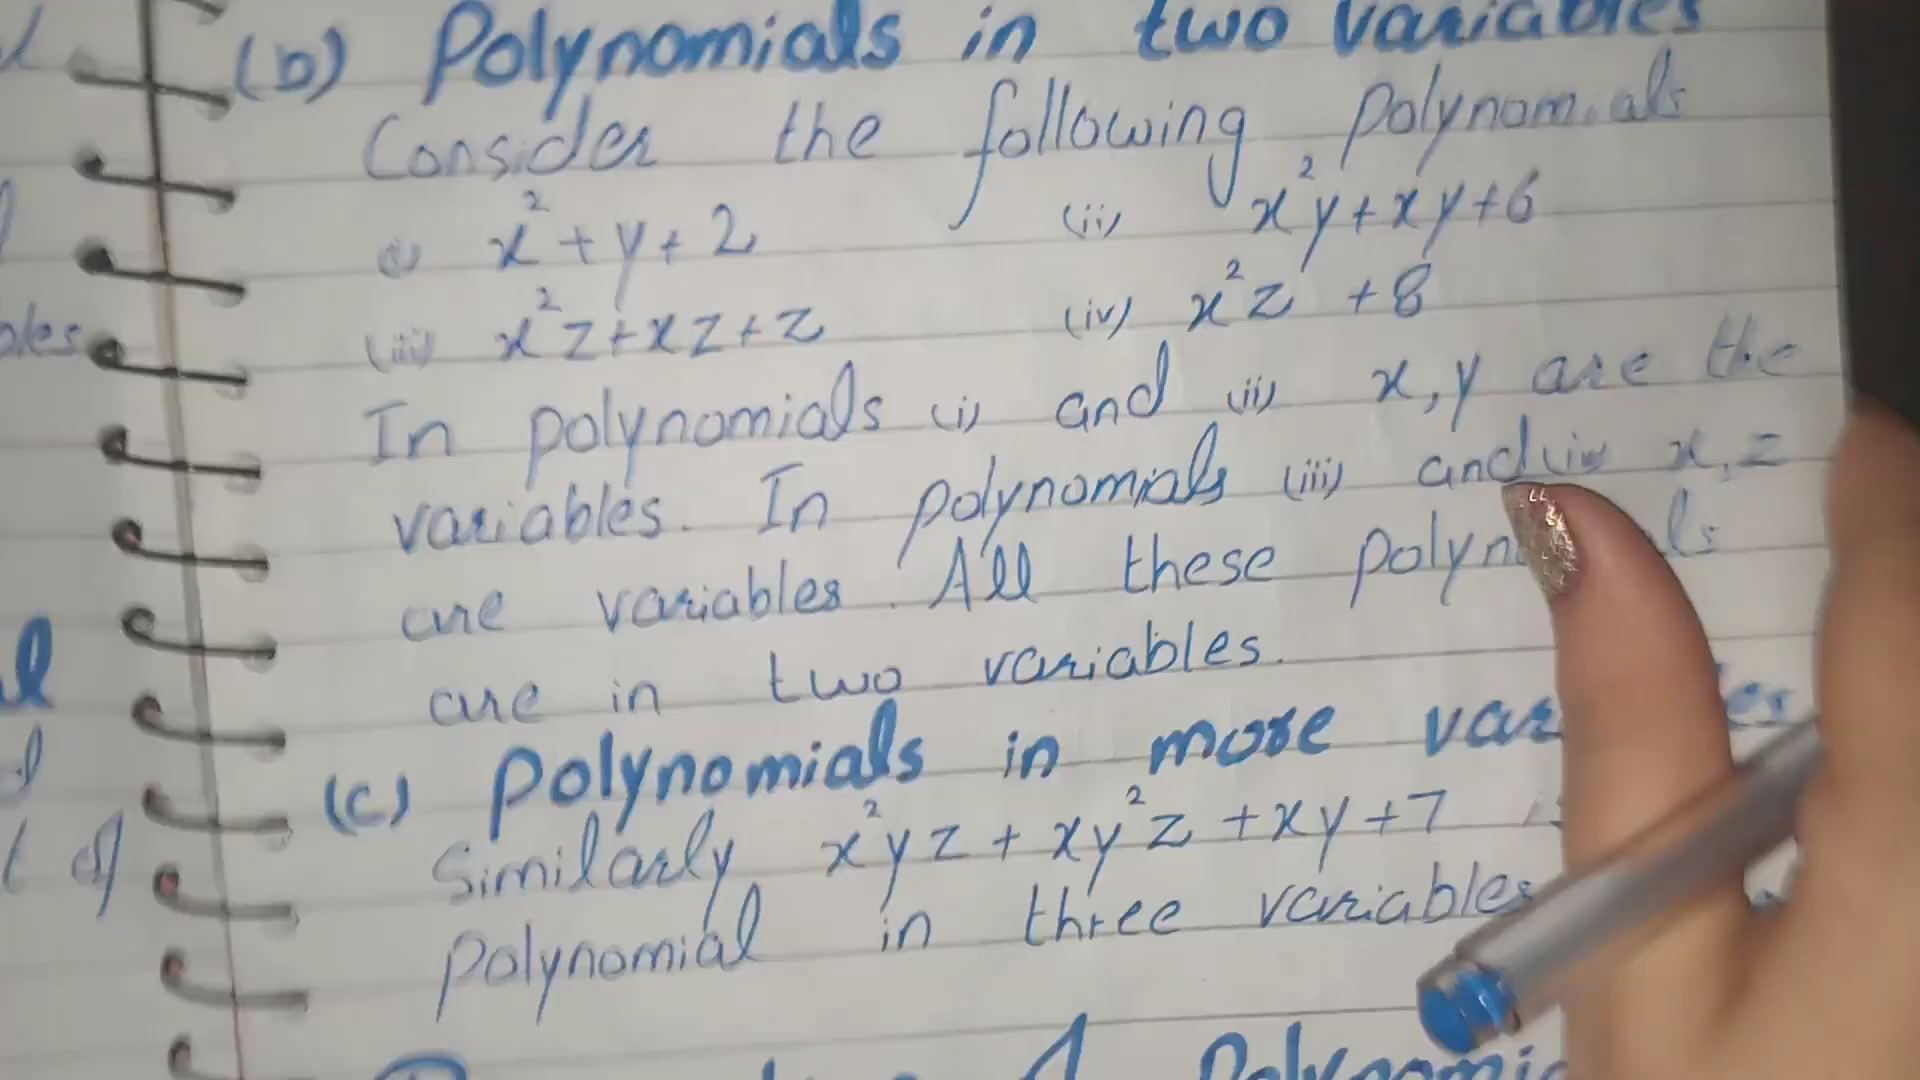 (b) Polynomials in two variables
Consider the following Polynomials
(i) x²+y+2 (ii) x²y+xy+6
(iii) x²z+xz+z (iv) x²z +8
In polynomials (i) and (ii) x,y are the
variables. In polynomials (iii) and (iv) x,z
are variables. All these
are in two variables.
(c) Polynomials in more
Similarly x²yz+xy²z+xy+7
polynomial in three variables